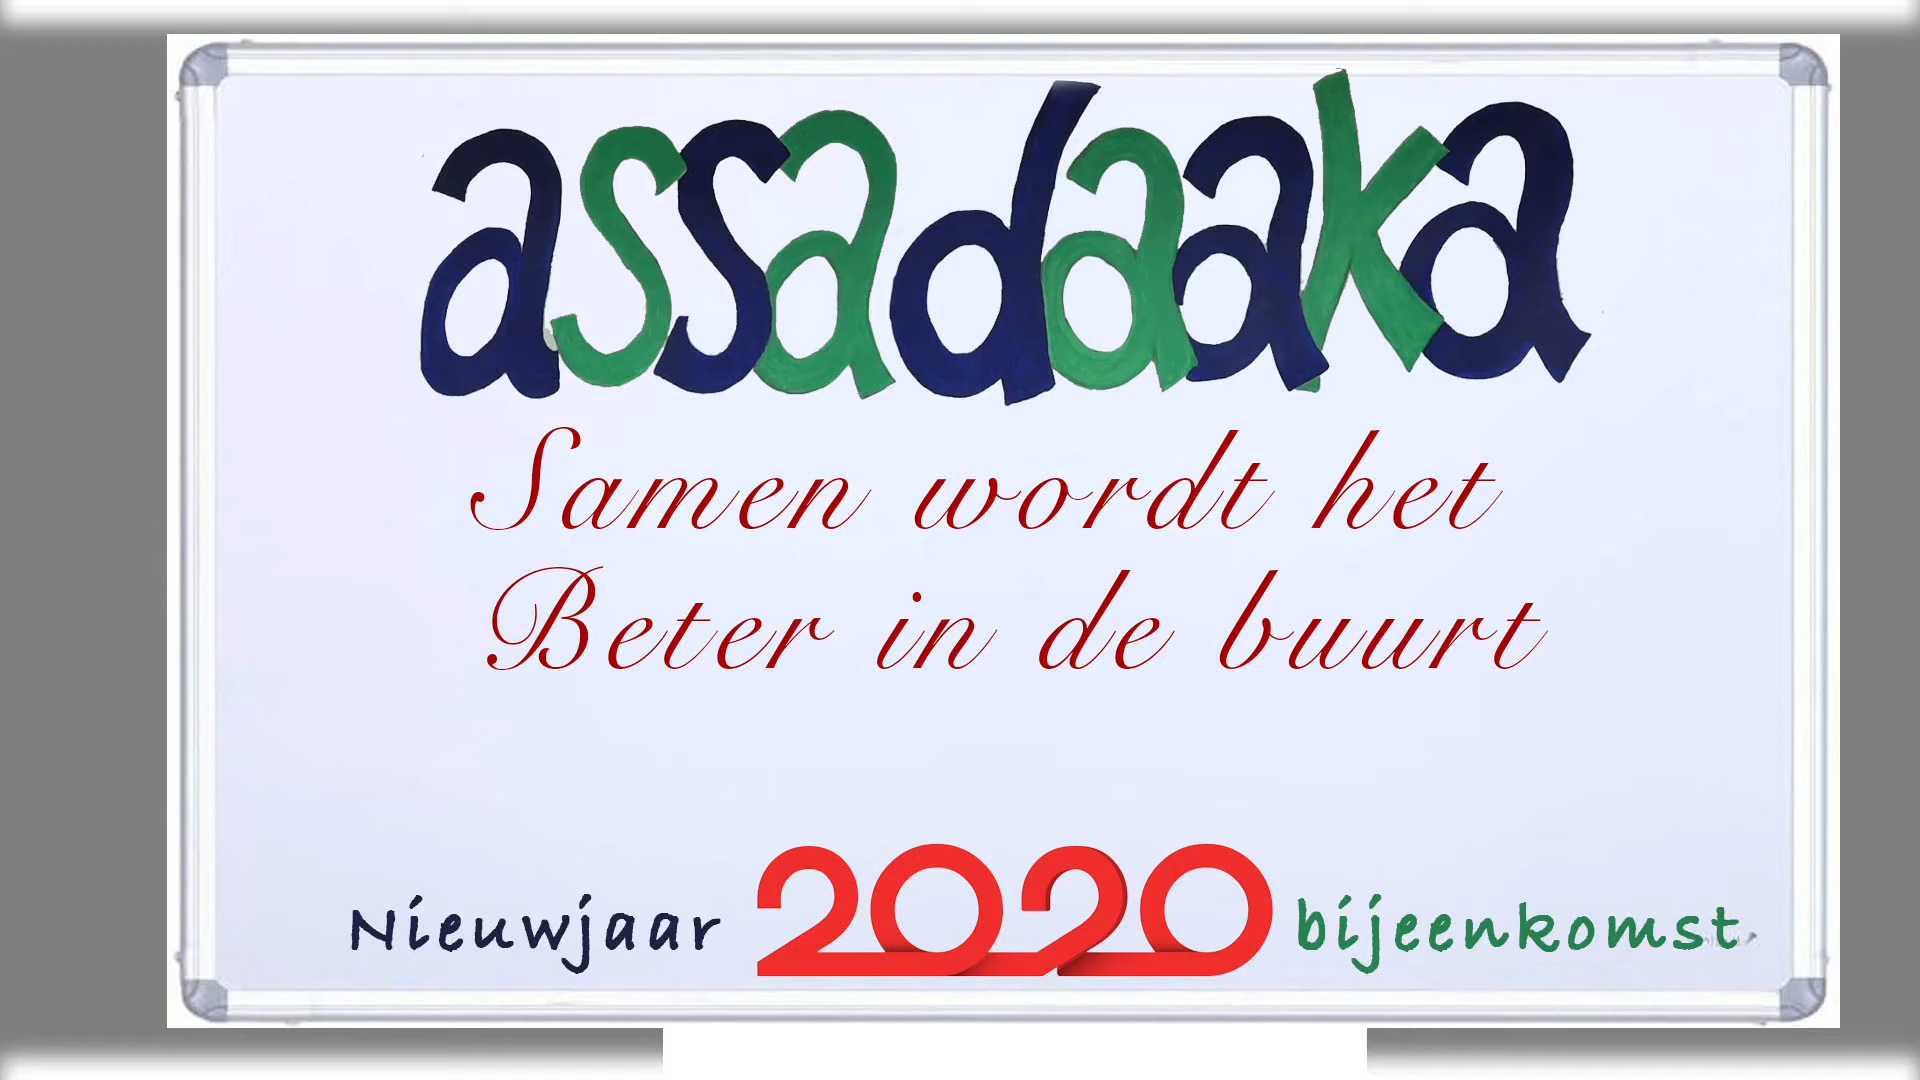 assadaaka
Samen wordt het
Beter in de buurt
Nieuwjaar 2020 bijeenkomst